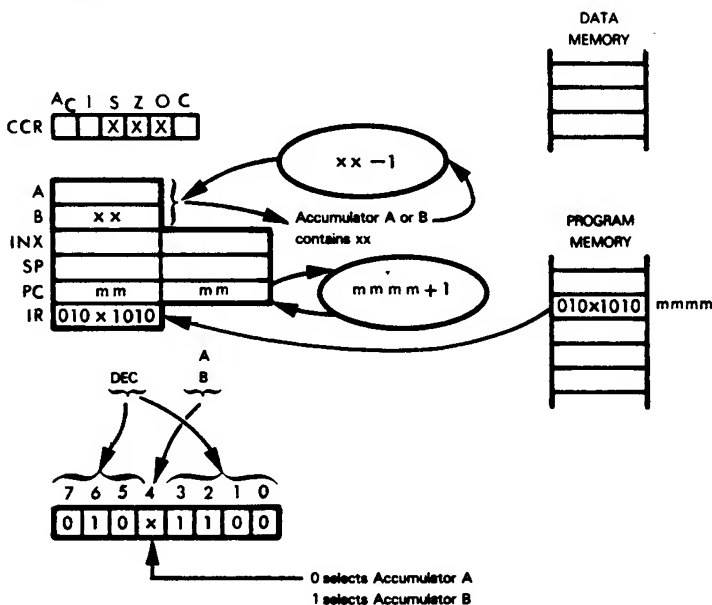 DATA
MEMORY
AC I S Z O C
CCR X X X
xx -1
A
B xx
Accumulator A or B
contains xx
PROGRAM
MEMORY
INX
SP
PC mm mm
mmmm+1
IR 010 x 1010
010x1010 mmmm
A
DEC B
7 6 5 4 3 2 1 0
0 1 0 x 1 1 0 0
0 selects Accumulator A
1 selects Accumulator B